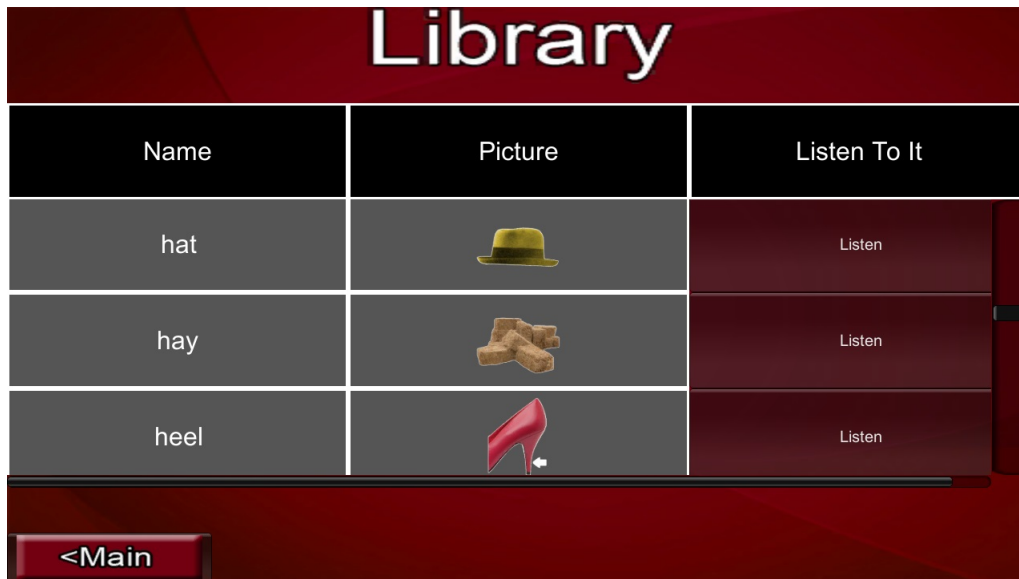 Library
Name Picture Listen To It
hat Listen
hay Listen
heel Listen
<Main